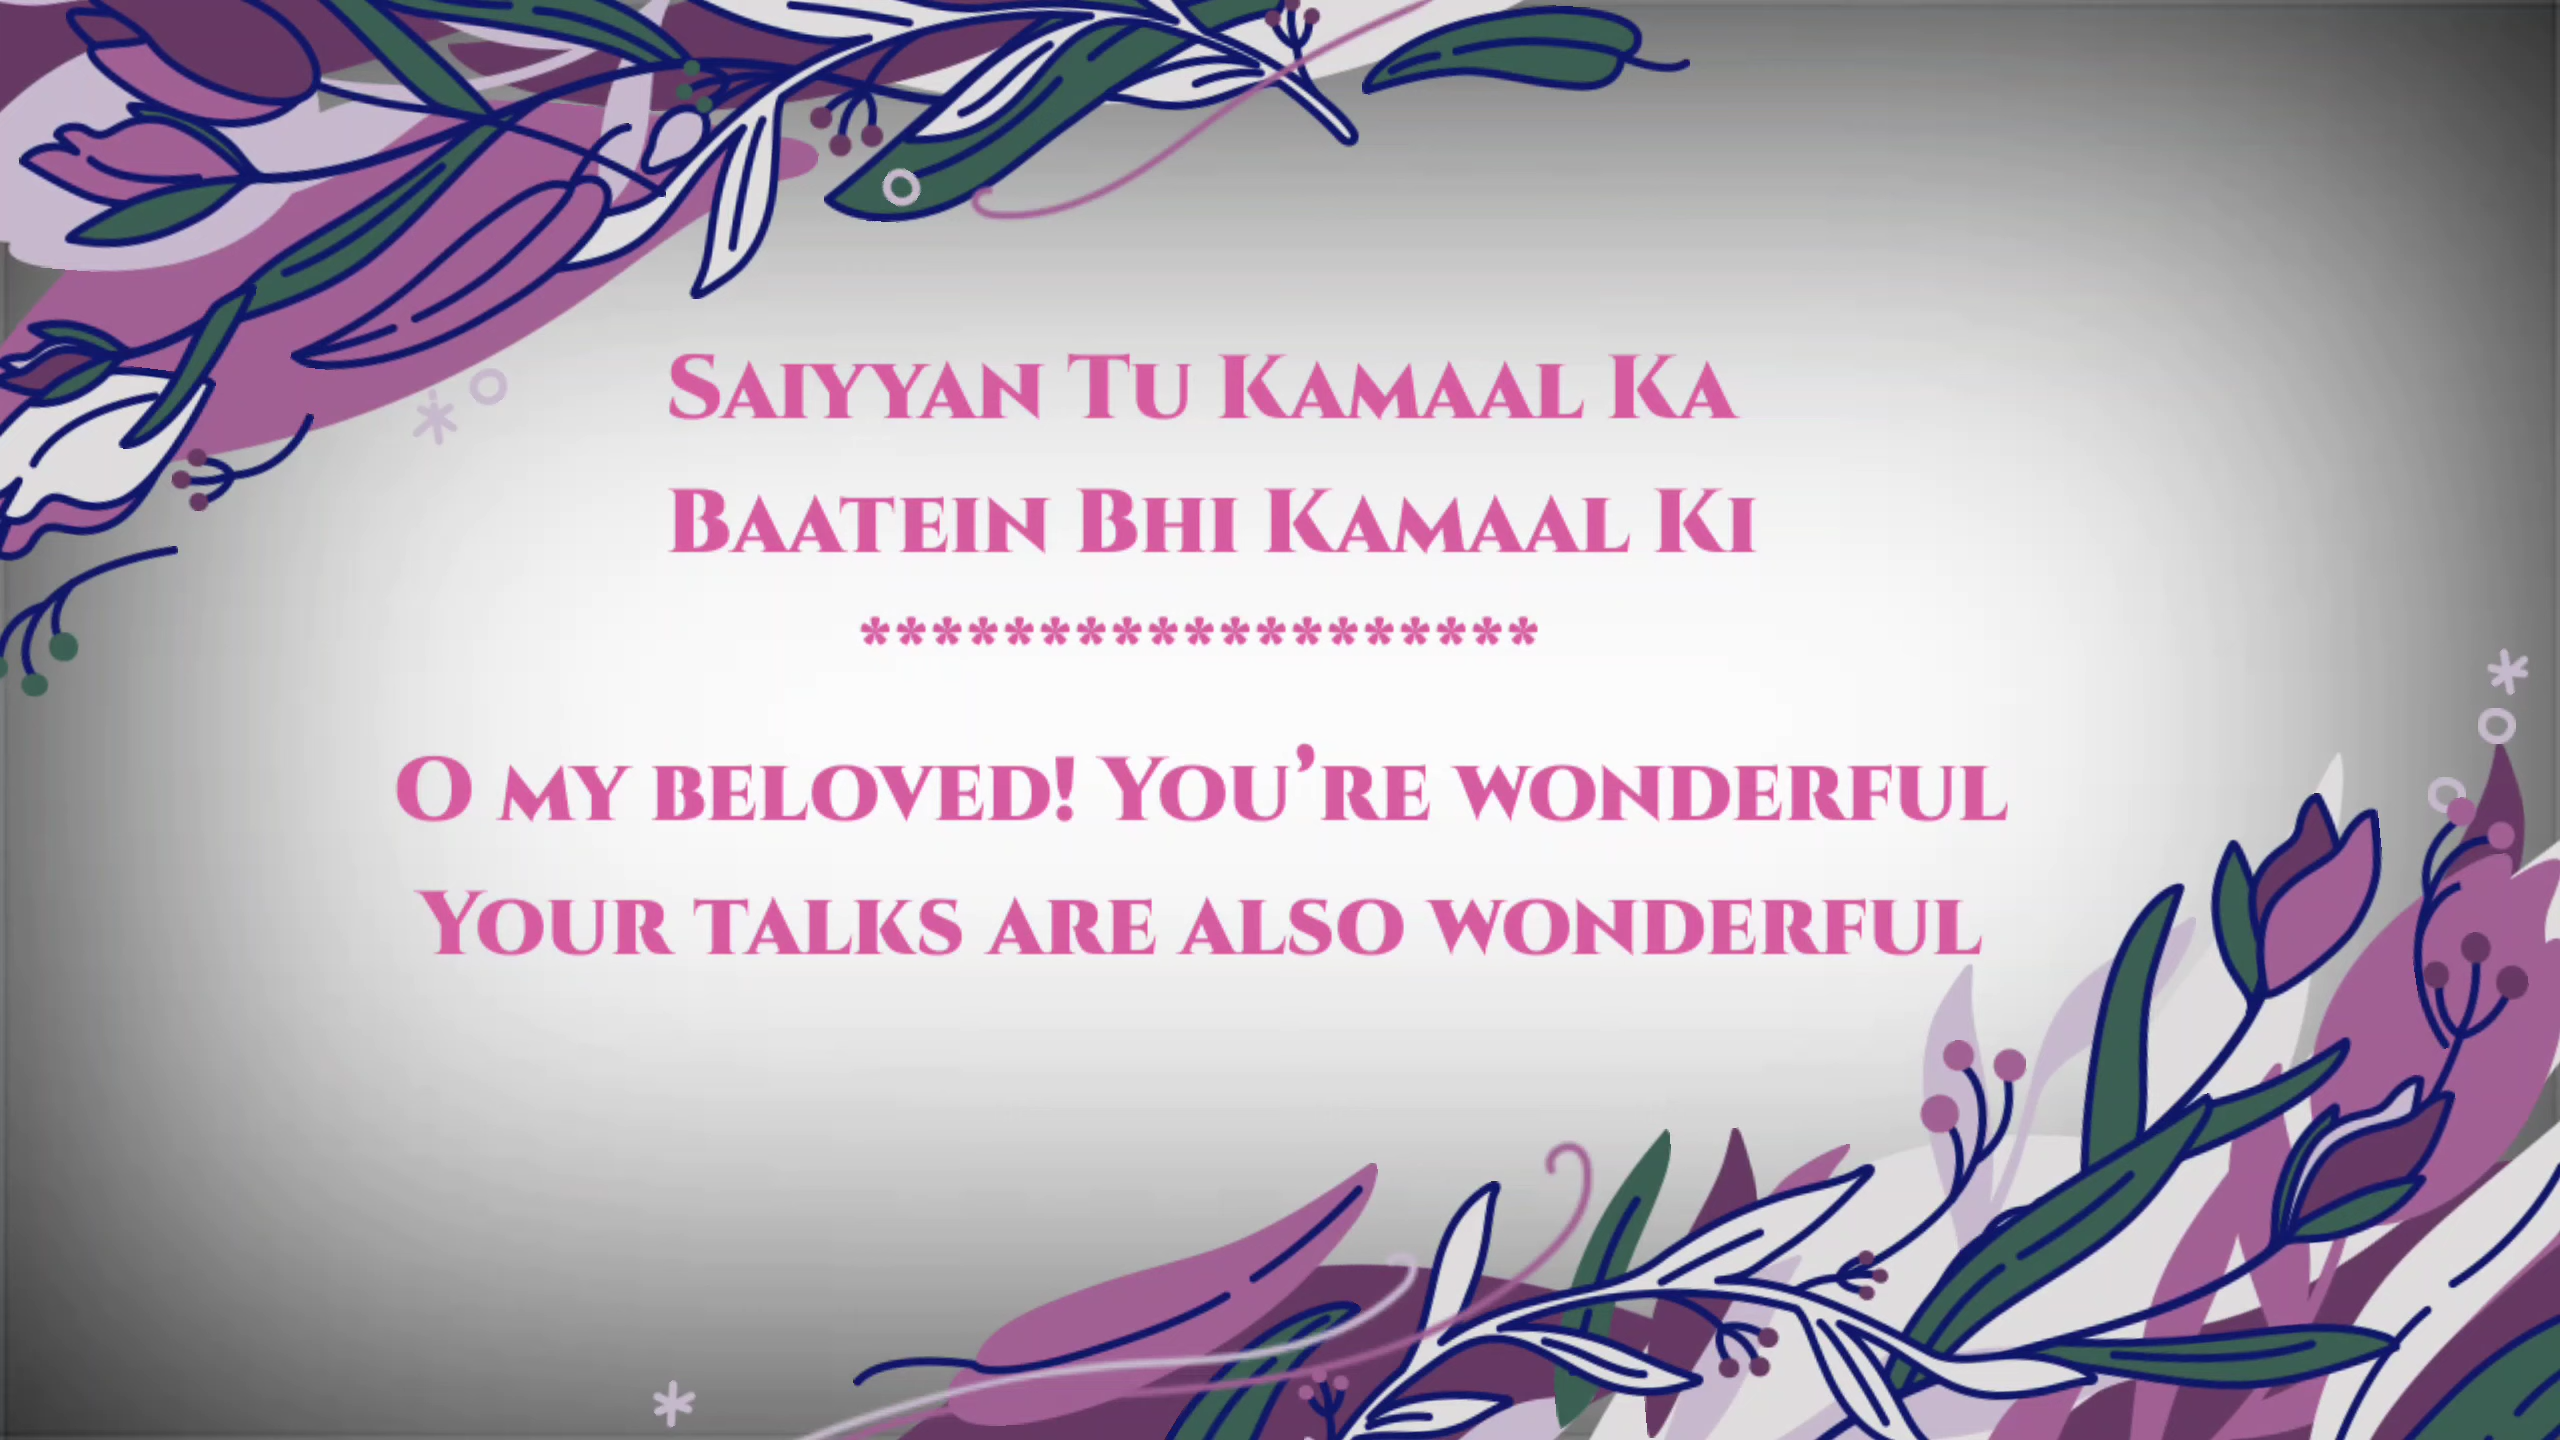 Saiyyan Tu Kamaal Ka
Baatein Bhi Kamaal Ki
*******************
O my beloved! You’re wonderful
Your talks are also wonderful